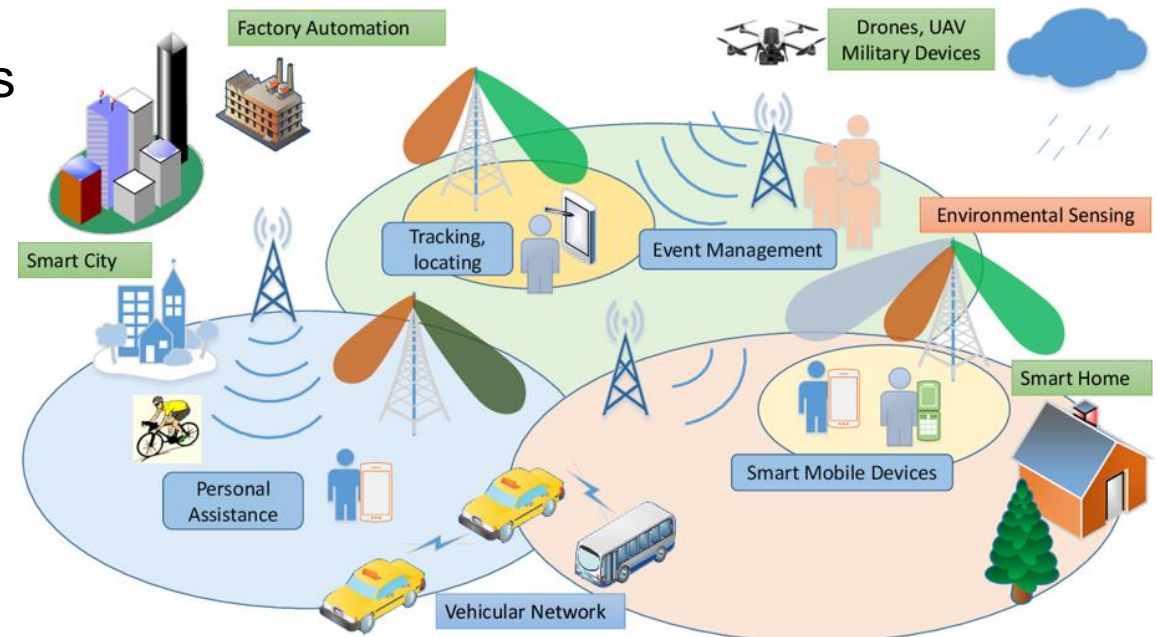 Factory Automation
Drones, UAV
Military Devices
s
Environmental Sensing
Tracking,
locating
Event Management
Smart City
Smart Home
Smart Mobile Devices
Personal
Assistance
Vehicular Network